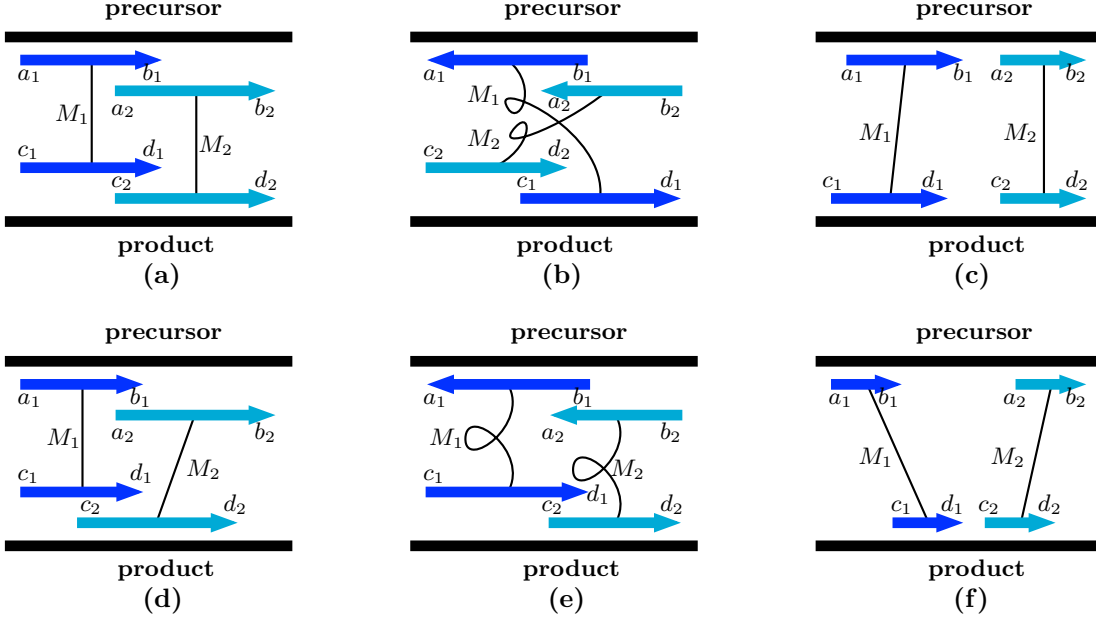 precursor
a₁ b₁
a₂ b₂
M₁
M₂
c₁ d₁
c₂ d₂
product
(a)
precursor
a₁ b₁
a₂ b₂
M₁
M₂
c₂ d₂
c₁ d₁
product
(b)
precursor
a₁ b₁ a₂ b₂
M₁ M₂
c₁ d₁ c₂ d₂
product
(c)
precursor
a₁ b₁
a₂ b₂
M₁
M₂
c₁ d₁
c₂ d₂
product
(d)
precursor
a₁ b₁
a₂ b₂
M₁
M₂
c₁ d₁
c₂ d₂
product
(e)
precursor
a₁ b₁ a₂ b₂
M₁ M₂
c₁ d₁ c₂ d₂
product
(f)